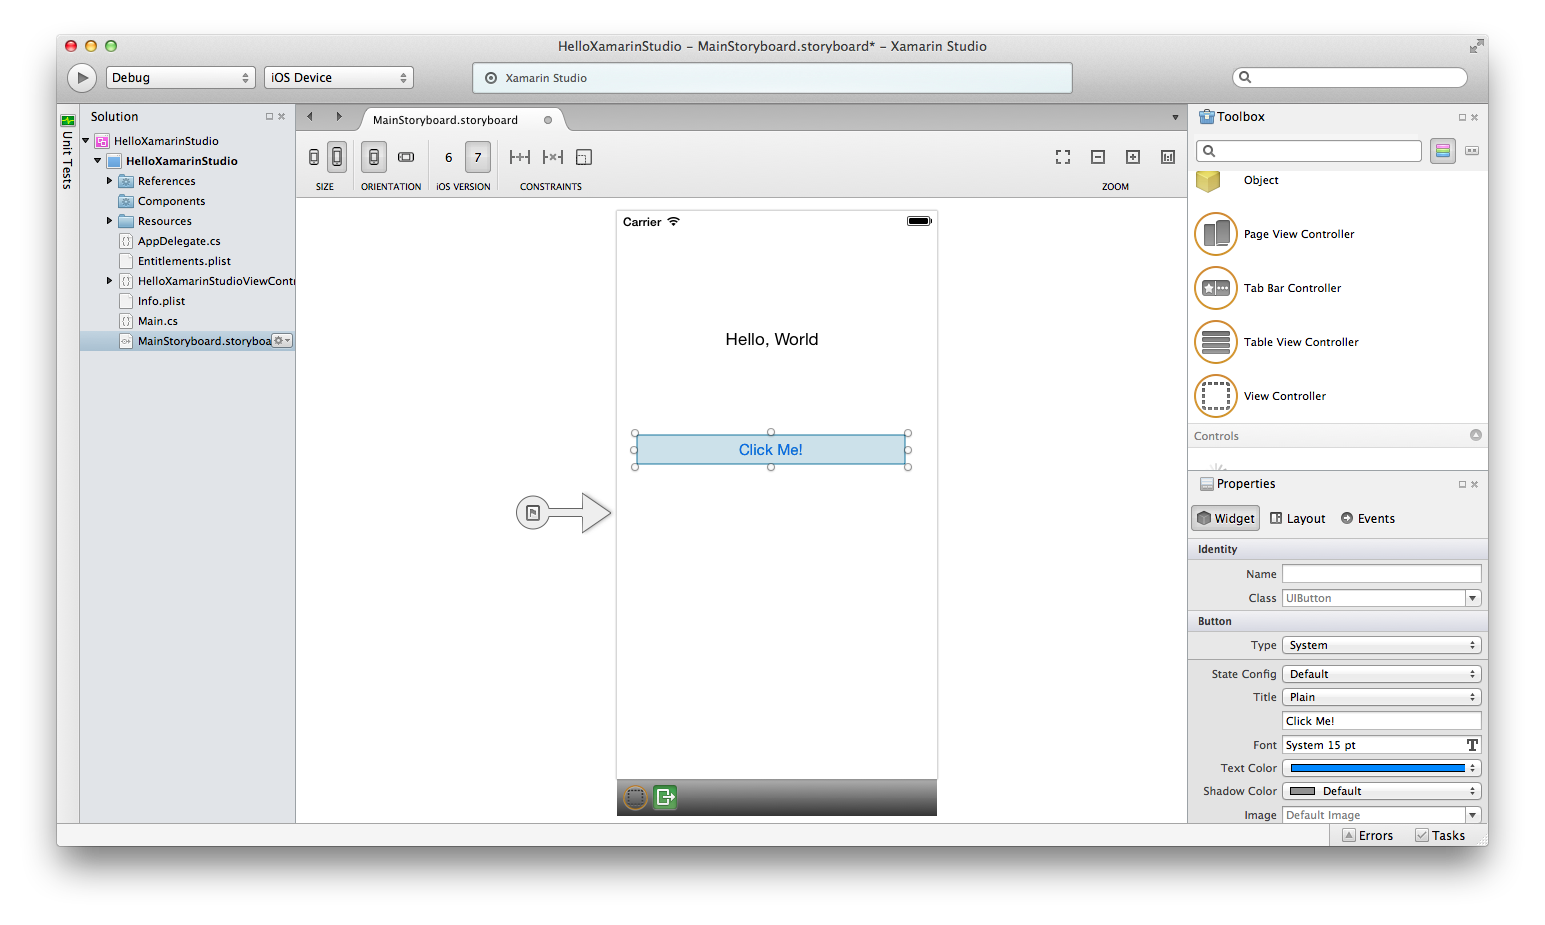 HelloXamarinStudio – MainStoryboard.storyboard* – Xamarin Studio
Debug
iOS Device
Xamarin Studio
Unit Tests
Solution
HelloXamarinStudio
HelloXamarinStudio
References
Components
Resources
AppDelegate.cs
Entitlements.plist
HelloXamarinStudioViewContr
Info.plist
Main.cs
MainStoryboard.storyboa
MainStoryboard.storyboard
6
7
SIZE
ORIENTATION
iOS VERSION
CONSTRAINTS
ZOOM
Carrier
Hello, World
Click Me!
Toolbox
Object
Page View Controller
Tab Bar Controller
Table View Controller
View Controller
Controls
Properties
Widget
Layout
Events
Identity
Name
Class UIButton
Button
Type System
State Config Default
Title Plain
Click Me!
Font System 15 pt
Text Color
Shadow Color Default
Image Default Image
Errors
Tasks